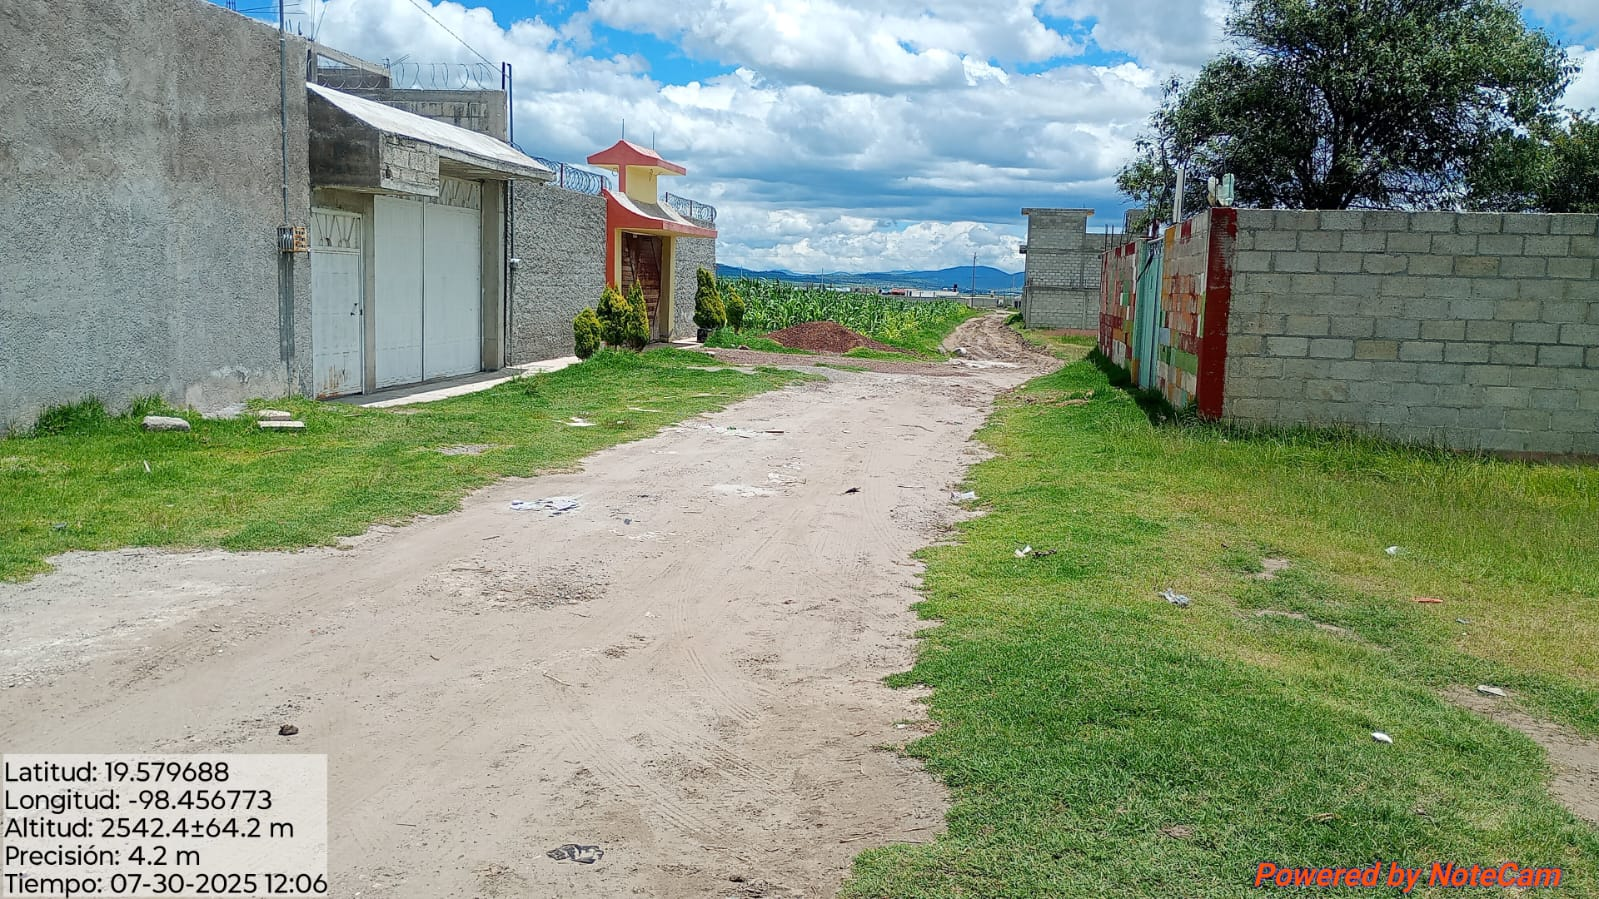 Latitud: 19.579688
Longitud: -98.456773
Altitud: 2542.4±64.2 m
Precisión: 4.2 m
Tiempo: 07-30-2025 12:06
Powered by NoteCam